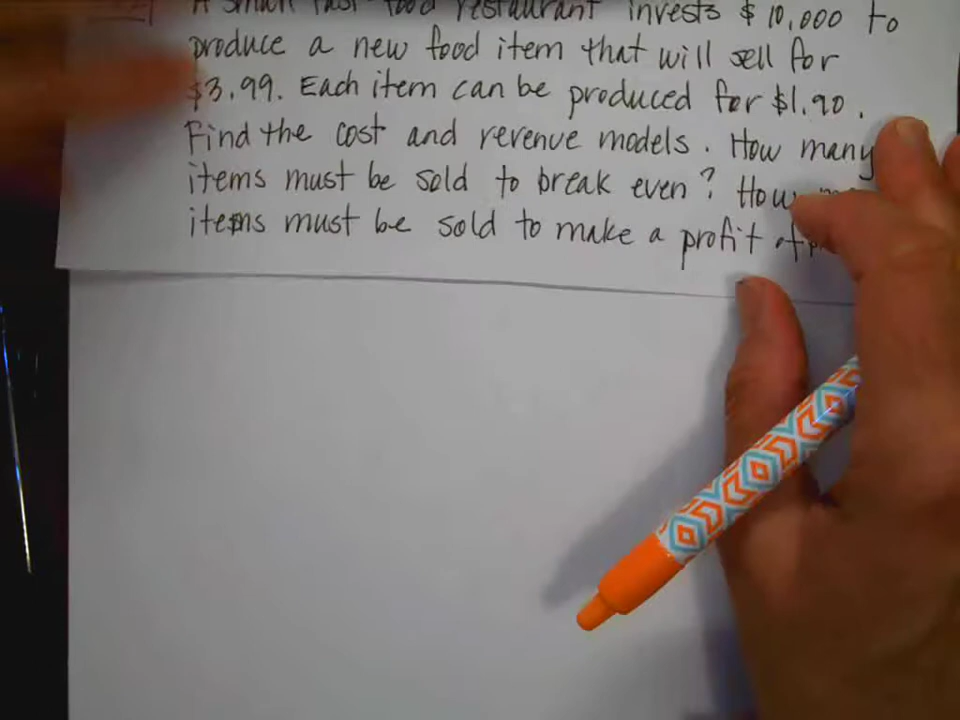 A small fast food restaurant invests $10,000 to
produce a new food item that will sell for
$3.99. Each item can be produced for $1.90.
Find the cost and revenue models. How many
items must be sold to break even? How
items must be sold to make a profit of